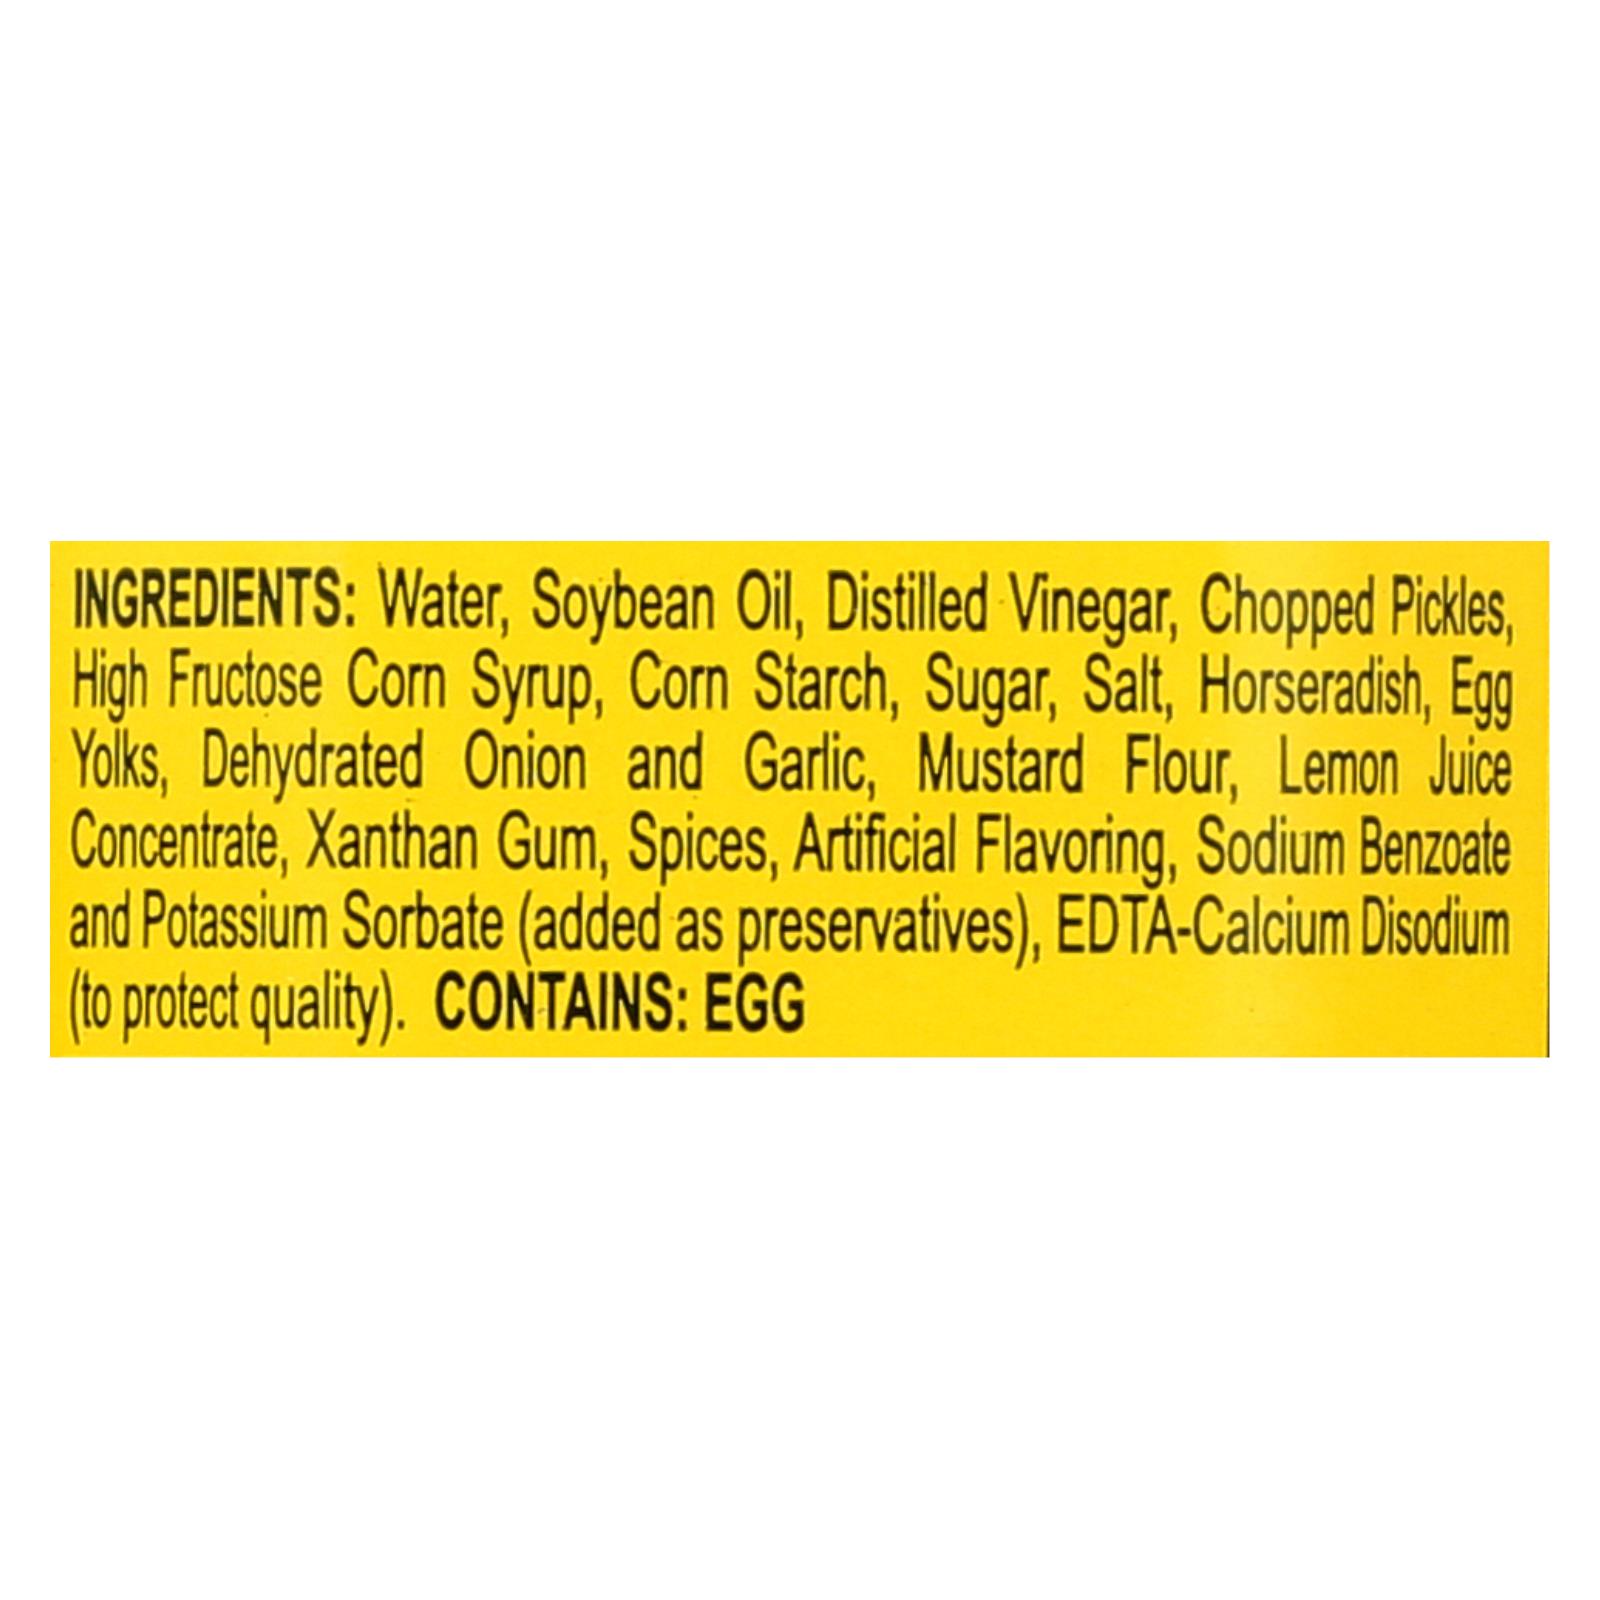 INGREDIENTS: Water, Soybean Oil, Distilled Vinegar, Chopped Pickles,
High Fructose Corn Syrup, Corn Starch, Sugar, Salt, Horseradish, Egg
Yolks, Dehydrated Onion and Garlic, Mustard Flour, Lemon Juice
Concentrate, Xanthan Gum, Spices, Artificial Flavoring, Sodium Benzoate
and Potassium Sorbate (added as preservatives), EDTA-Calcium Disodium
(to protect quality). CONTAINS: EGG